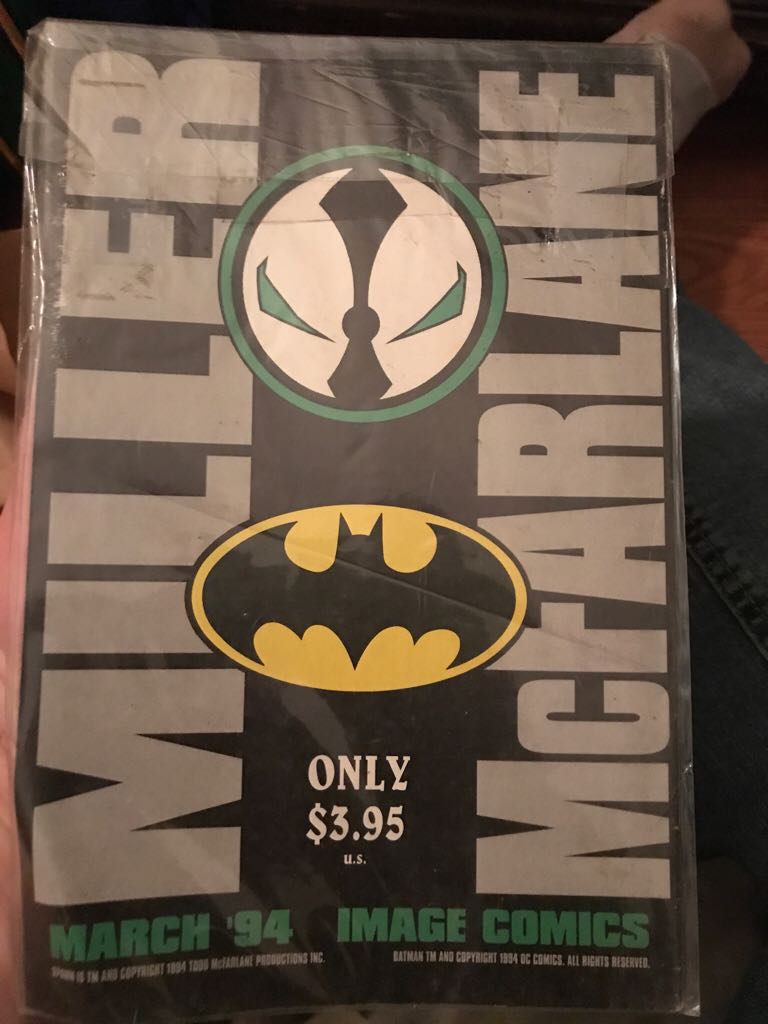 MILLER
McFARLANE
ONLY
$3.95
U.S.
MARCH '94 IMAGE COMICS
SPAWN IS TM AND COPYRIGHT 1994 TODD McFARLANE PRODUCTIONS INC.
BATMAN TM AND COPYRIGHT 1994 DC COMICS. ALL RIGHTS RESERVED.